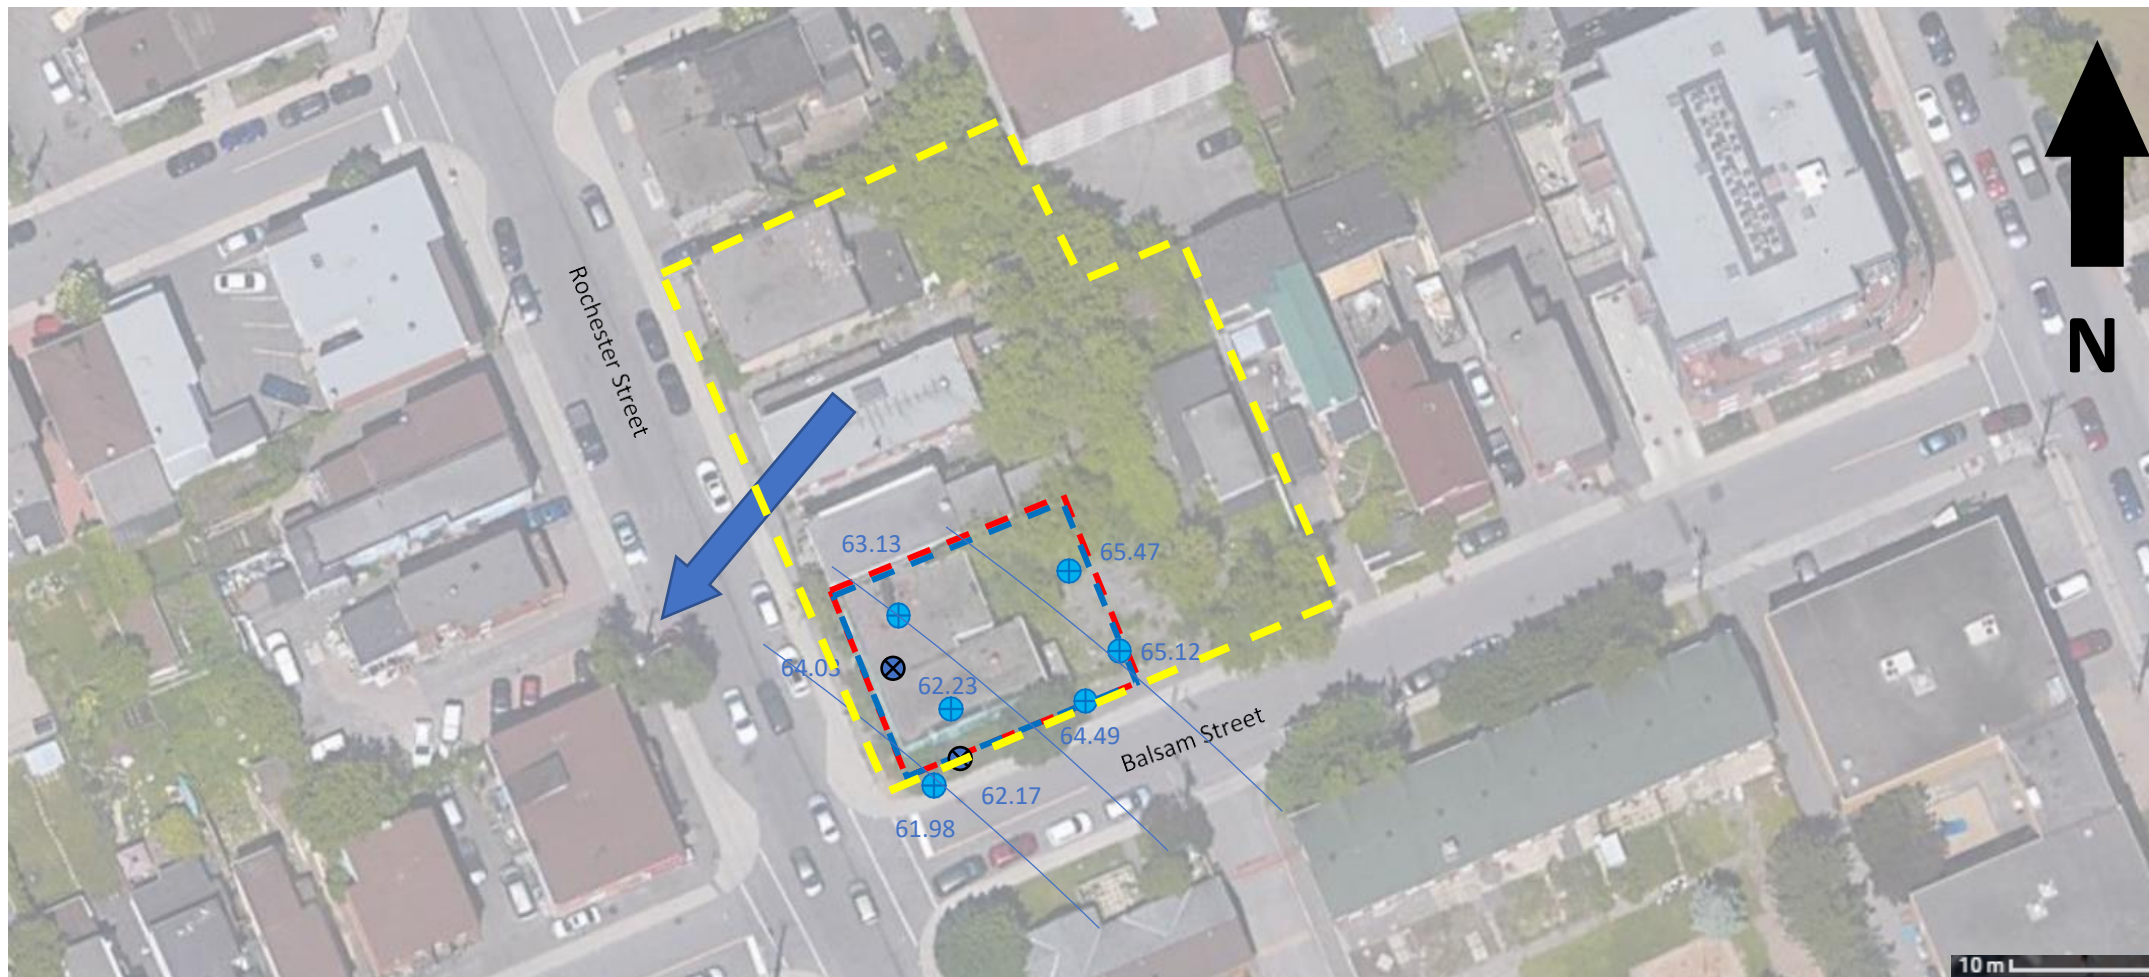 N
Rochester Street
63.13
65.47
64.03
65.12
62.23
64.49
Balsam Street
62.17
61.98
10 m